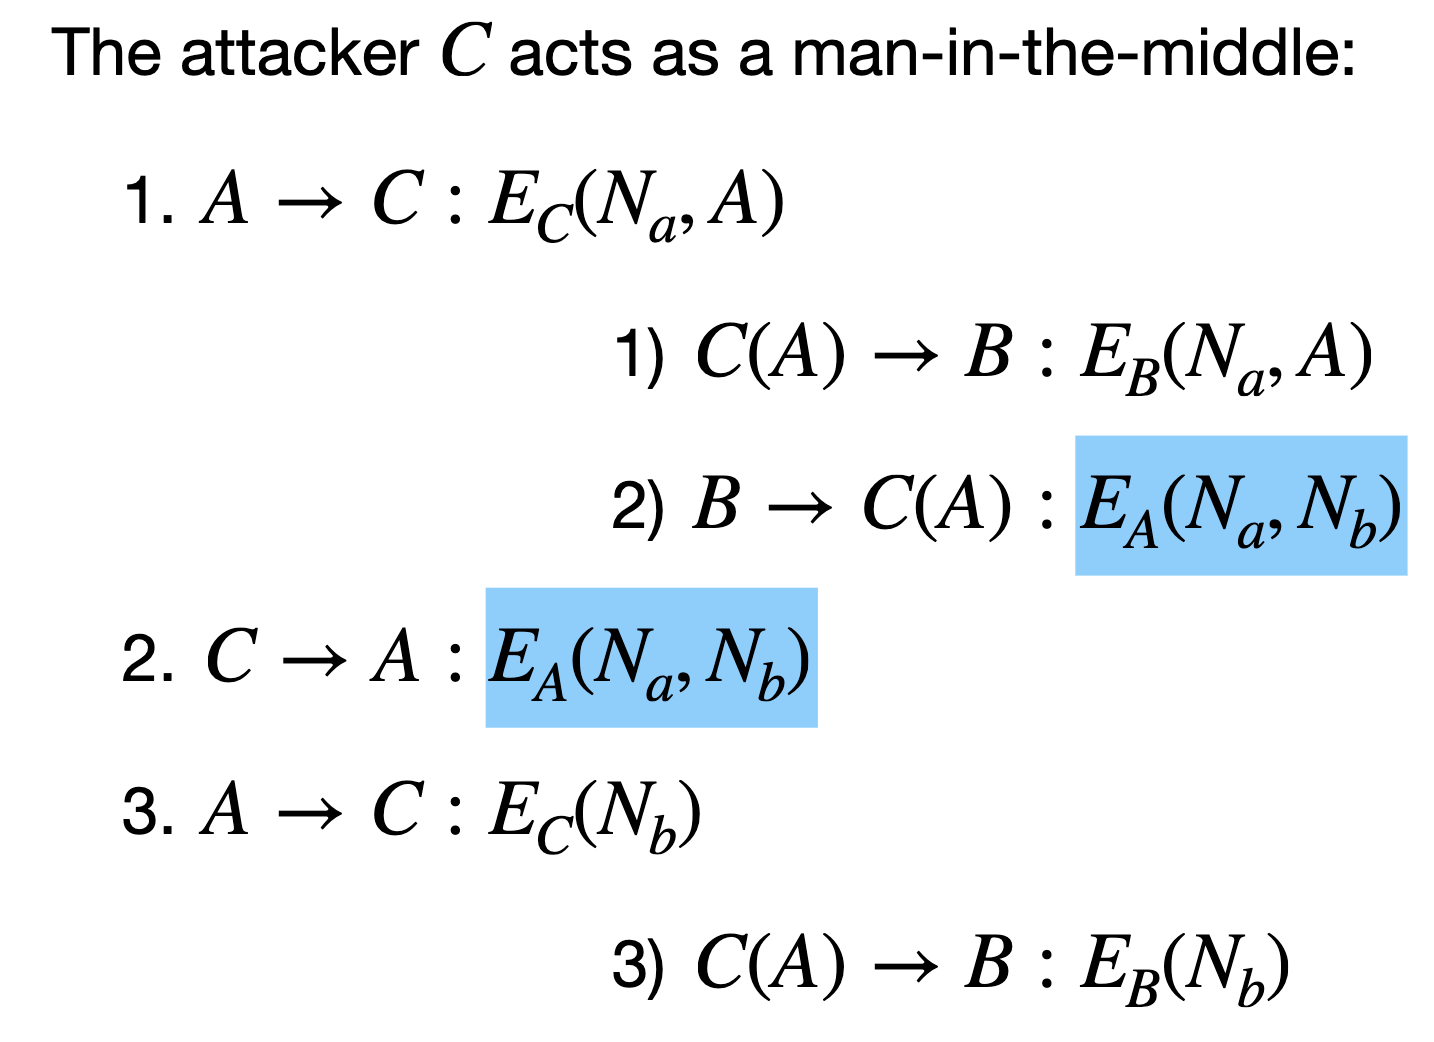 The attacker C acts as a man-in-the-middle:
1. A → C : E_C(N_a, A)
1) C(A) → B : E_B(N_a, A)
2) B → C(A) : E_A(N_a, N_b)
2. C → A : E_A(N_a, N_b)
3. A → C : E_C(N_b)
3) C(A) → B : E_B(N_b)